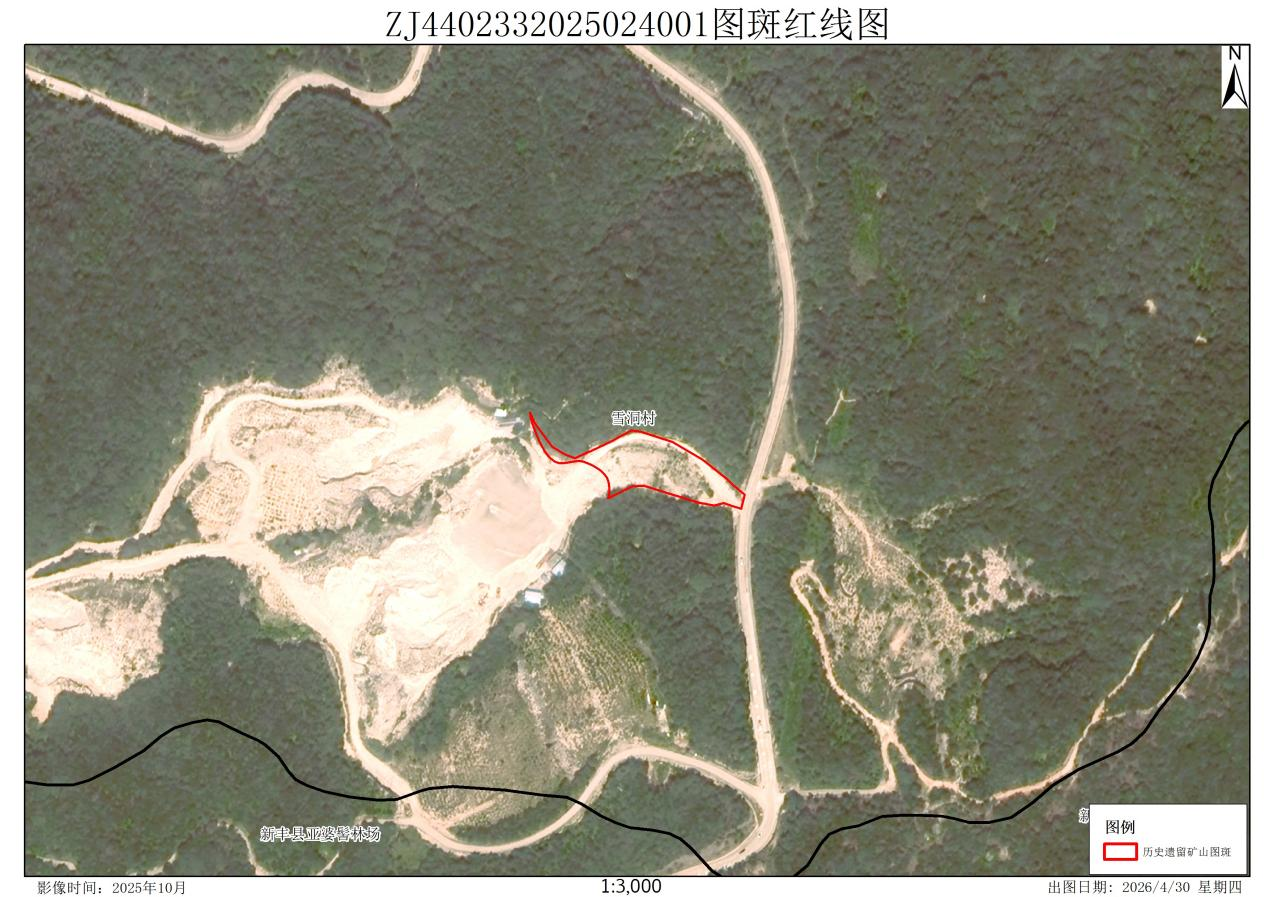 ZJ4402332025024001图斑红线图
N
雪洞村
新丰县亚婆髻林场
新
图例
历史遗留矿山图斑
影像时间: 2025年10月
1:3,000
出图日期: 2026/4/30 星期四